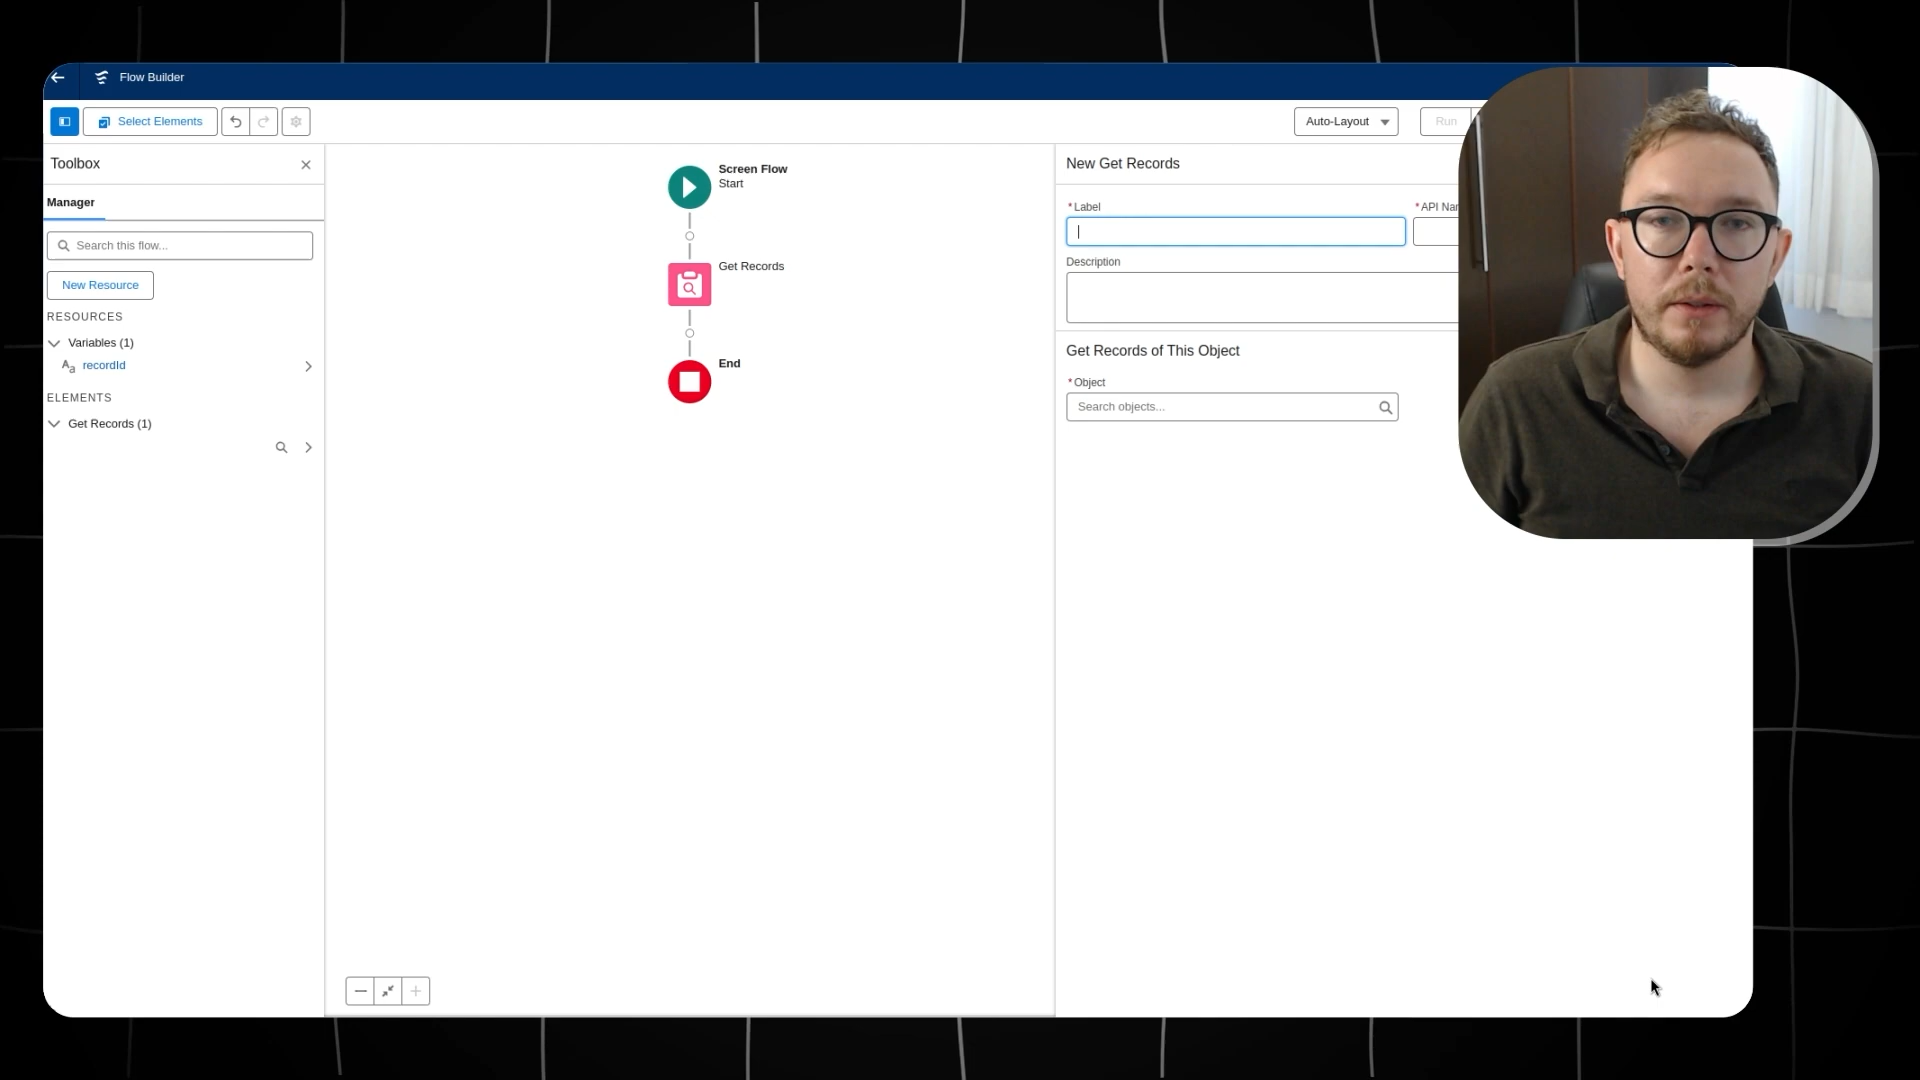 Flow Builder
Select Elements
Auto-Layout
Run
Toolbox
Manager
Search this flow...
New Resource
RESOURCES
Variables (1)
recordId
ELEMENTS
Get Records (1)
Screen Flow
Start
Get Records
End
New Get Records
*Label
*API Nar
Description
Get Records of This Object
*Object
Search objects...